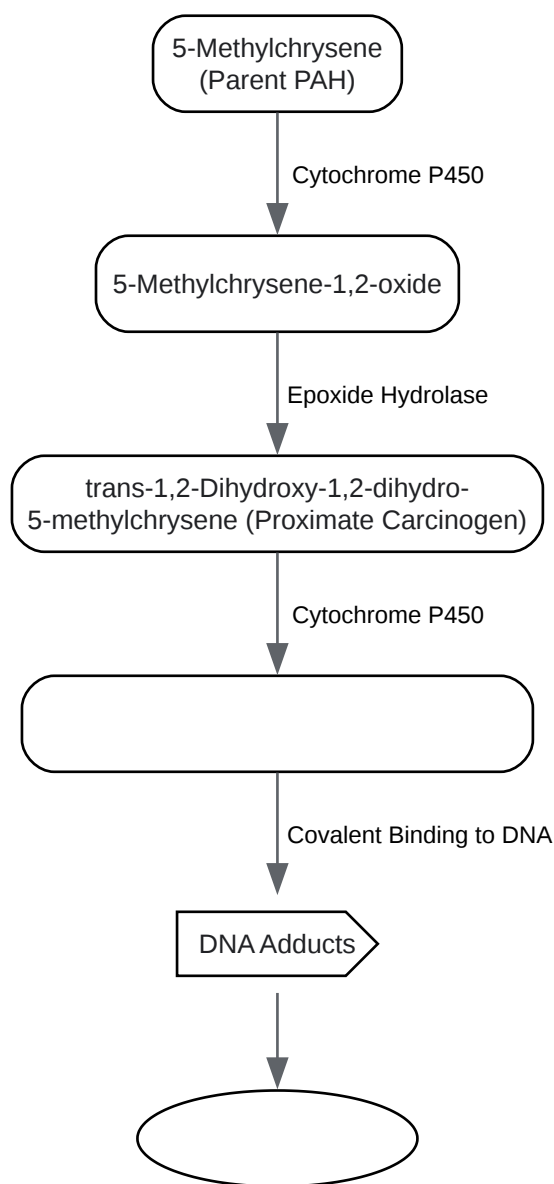 5-Methylchrysene
(Parent PAH)
Cytochrome P450
5-Methylchrysene-1,2-oxide
Epoxide Hydrolase
trans-1,2-Dihydroxy-1,2-dihydro-
5-methylchrysene (Proximate Carcinogen)
Cytochrome P450
Covalent Binding to DNA
DNA Adducts